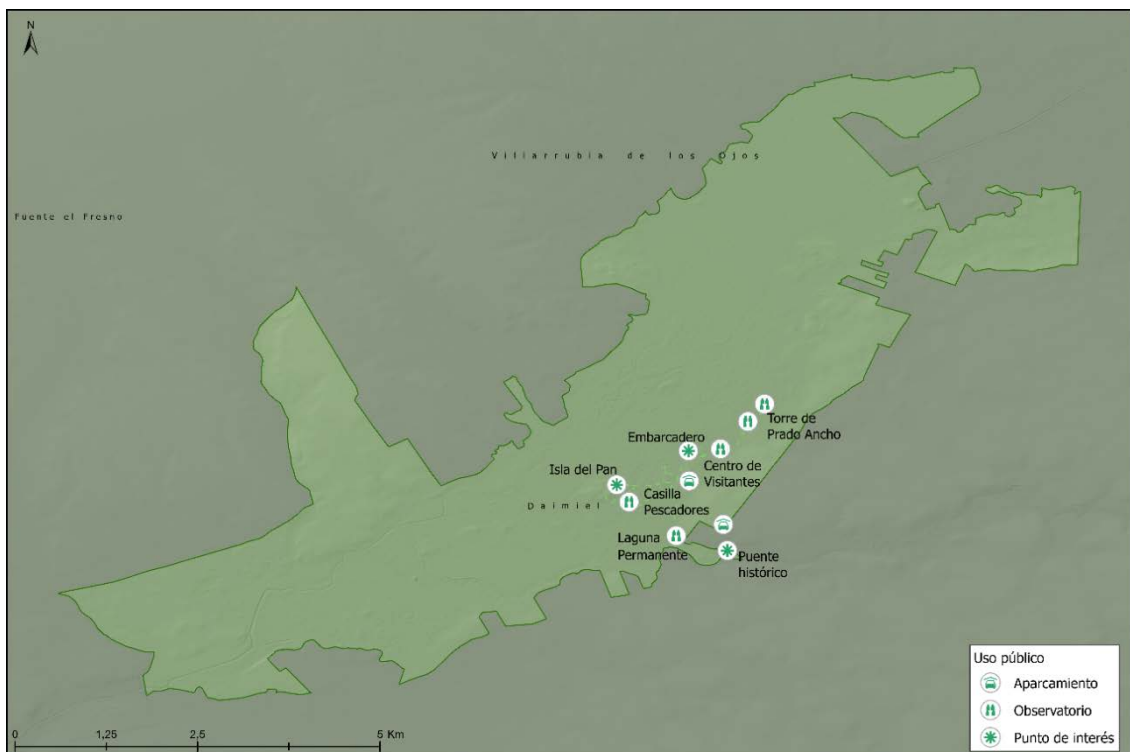 N
Villarrubia de los Ojos
Fuente el Fresno
Torre de
Prado Ancho
Embarcadero
Centro de
Visitantes
Isla del Pan
Casilla
Pescadores
Daimiel
Laguna
Permanente
Puente
histórico
Uso público
Aparcamiento
Observatorio
Punto de interés
0 1,25 2,5 5 Km